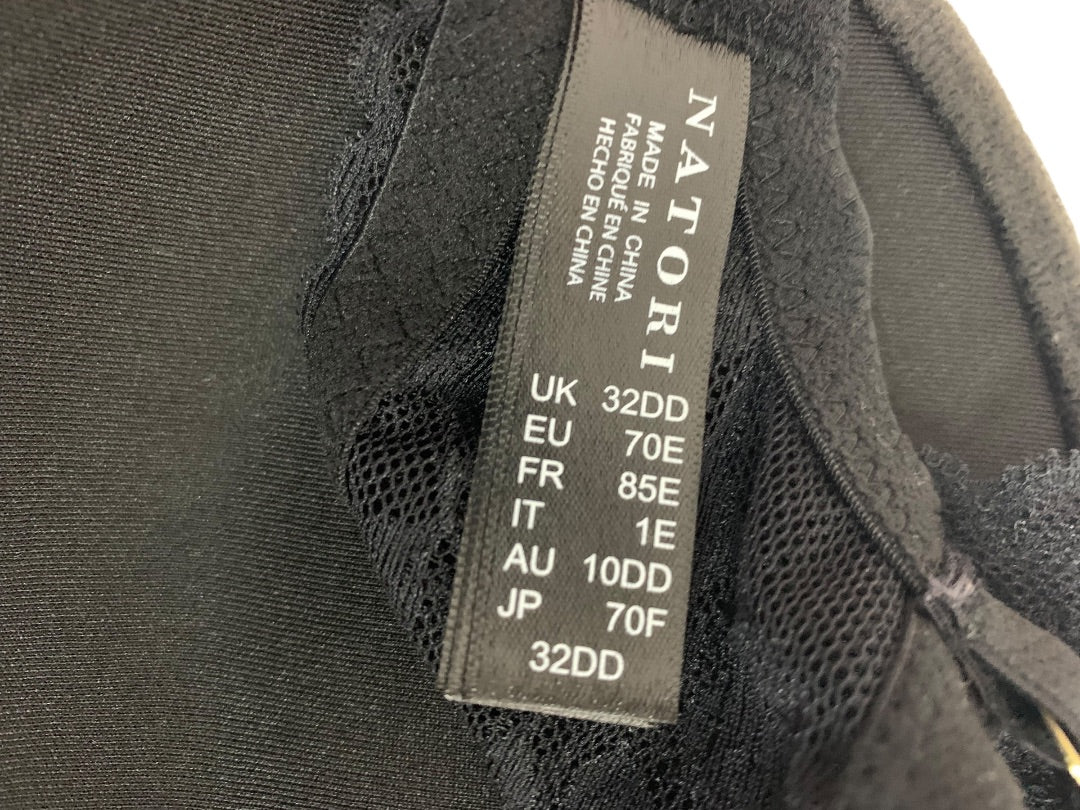 NATORI
MADE IN CHINA
FABRIQUÉ EN CHINE
HECHO EN CHINA
UK 32DD
EU 70E
FR 85E
IT 1E
AU 10DD
JP 70F
32DD